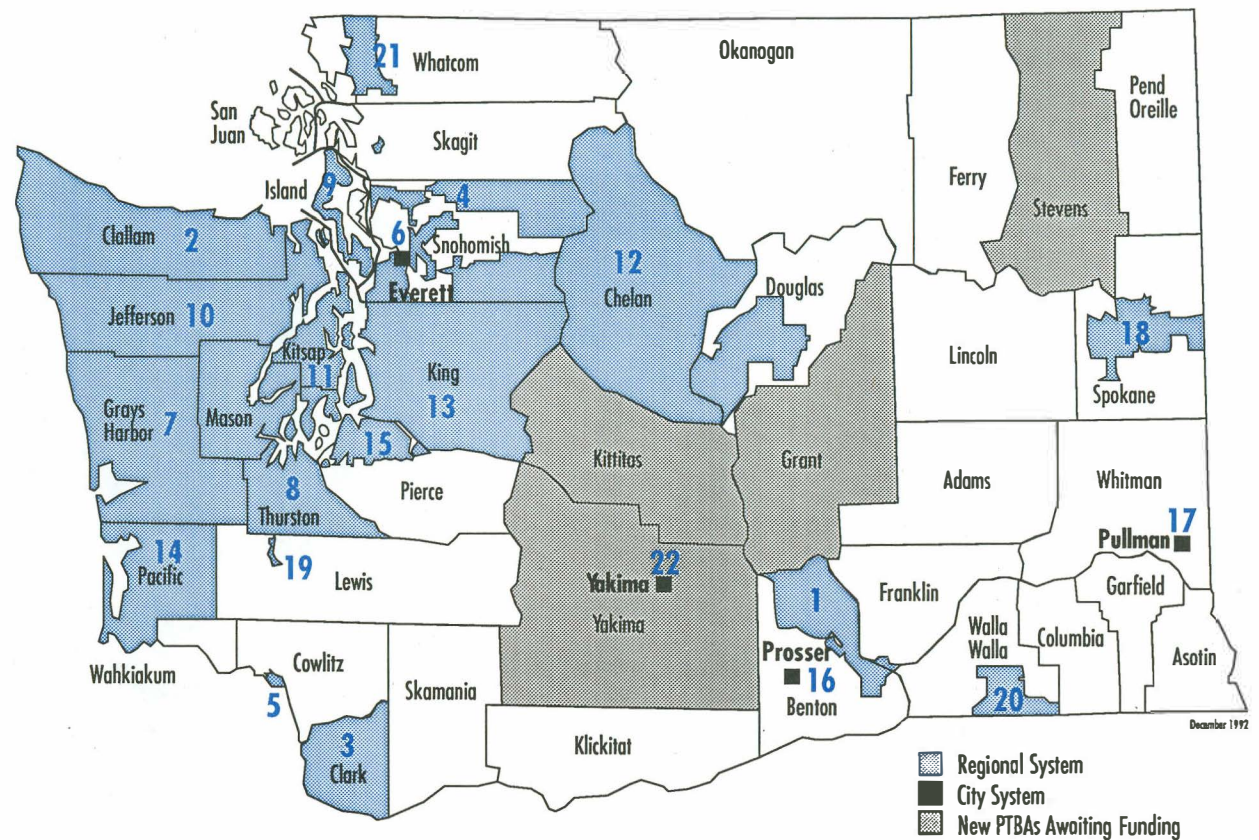 21
Whatcom
Okanogan
Pend
Oreille
San
Juan
Skagit
Ferry
Stevens
Island
9
4
Clallam
2
6
Snohomish
Everett
12
Chelan
Douglas
Jefferson
10
Kitsap
11
King
13
Lincoln
18
Spokane
Grays
Harbor
7
Mason
15
Kittitas
Grant
Adams
Whitman
8
Thurston
Pierce
17
Pullman
14
Pacific
19
Lewis
22
Yakima
Yakima
1
Franklin
Garfield
Walla
Walla
Columbia
Asotin
Wahkiakum
Cowlitz
5
Skamania
Prosser
16
Benton
20
3
Clark
Klickitat
December 1992
Regional System
City System
New PTBAs Awaiting Funding